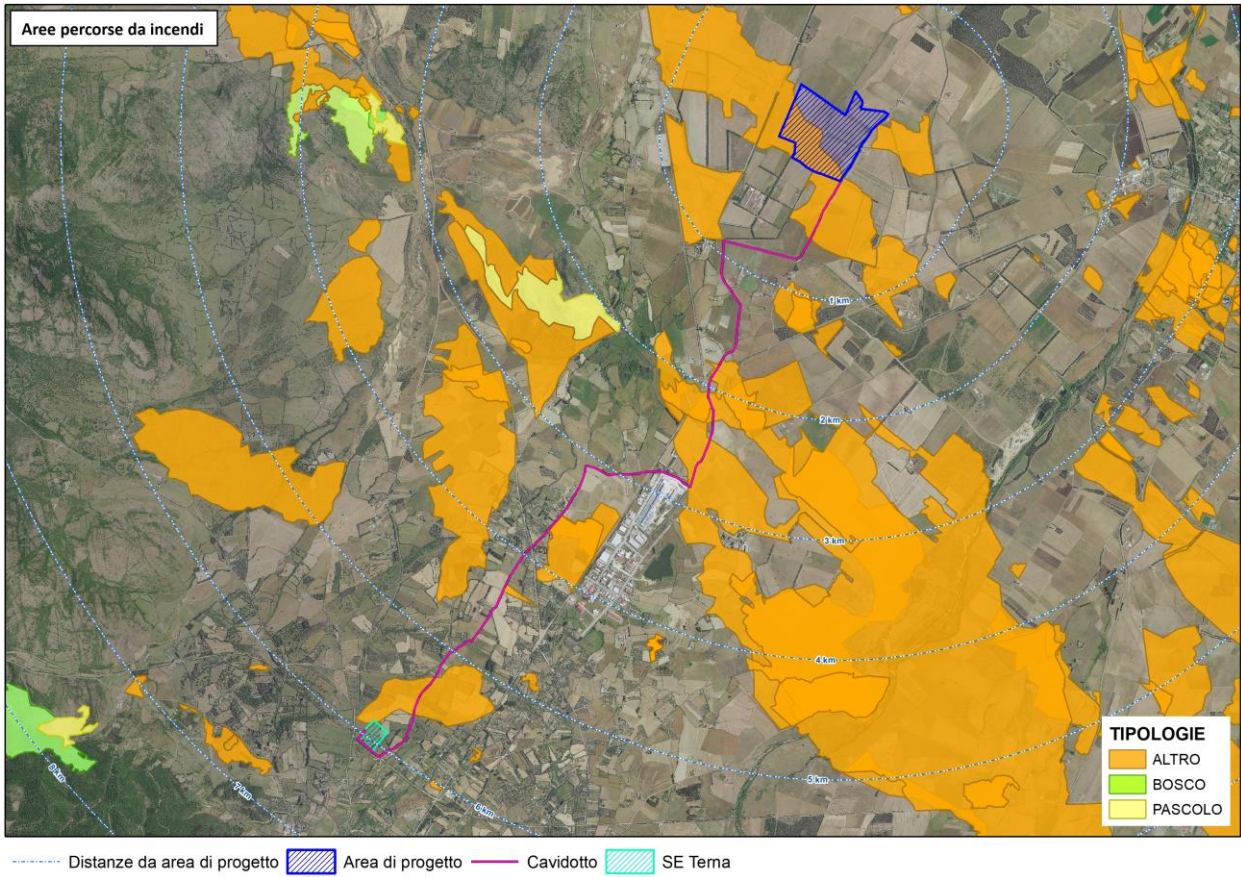 Aree percorse da incendi
1 km
2 km
3 km
4 km
5 km
6 km
7 km
8 km
TIPOLOGIE
ALTRO
BOSCO
PASCOLO
Distanze da area di progetto
Area di progetto
Cavidotto
SE Terna